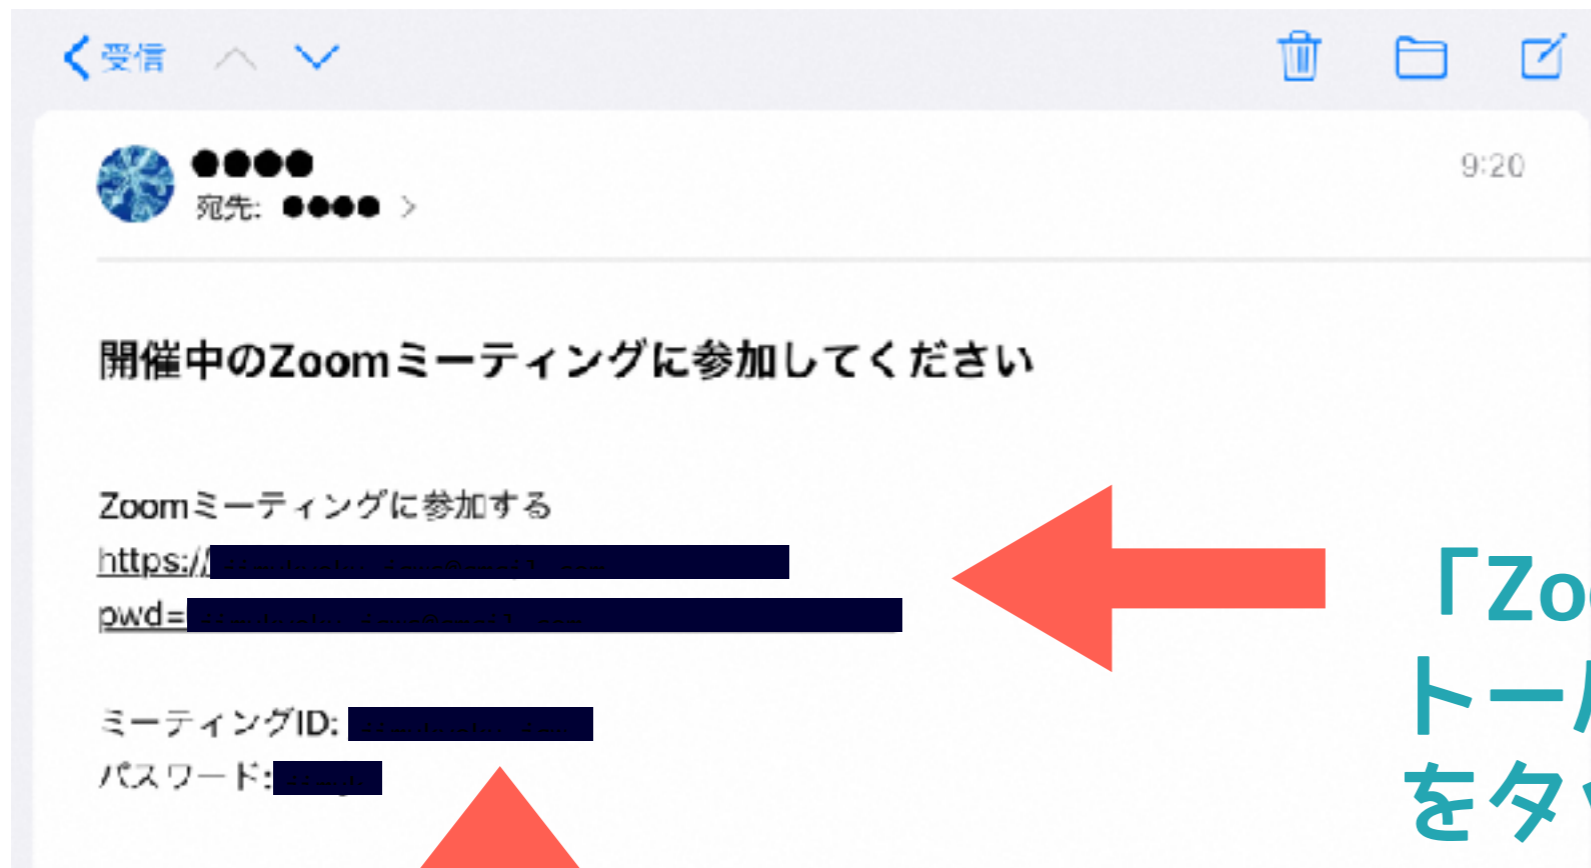 受信
●●●●
9:20
宛先: ●●●●
開催中のZoomミーティングに参加してください
Zoomミーティングに参加する
https://
pwd=
ミーティングID:
パスワード:
「Zo
トール
をタ